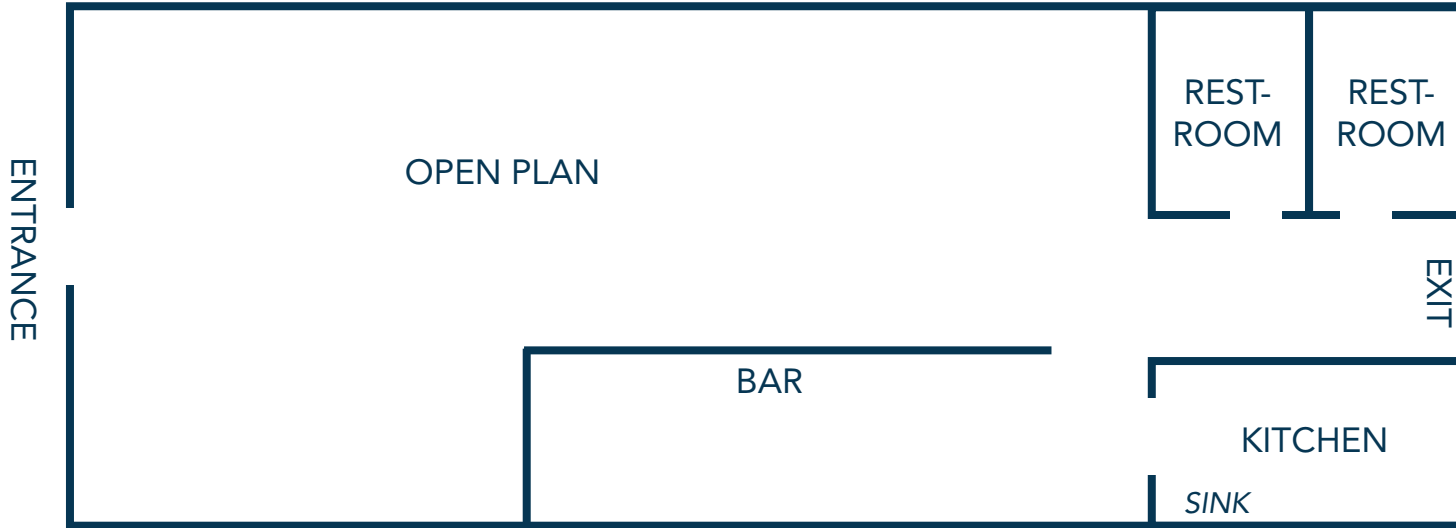 REST-
ROOM
REST-
ROOM
OPEN PLAN
ENTRANCE
EXIT
BAR
KITCHEN
SINK